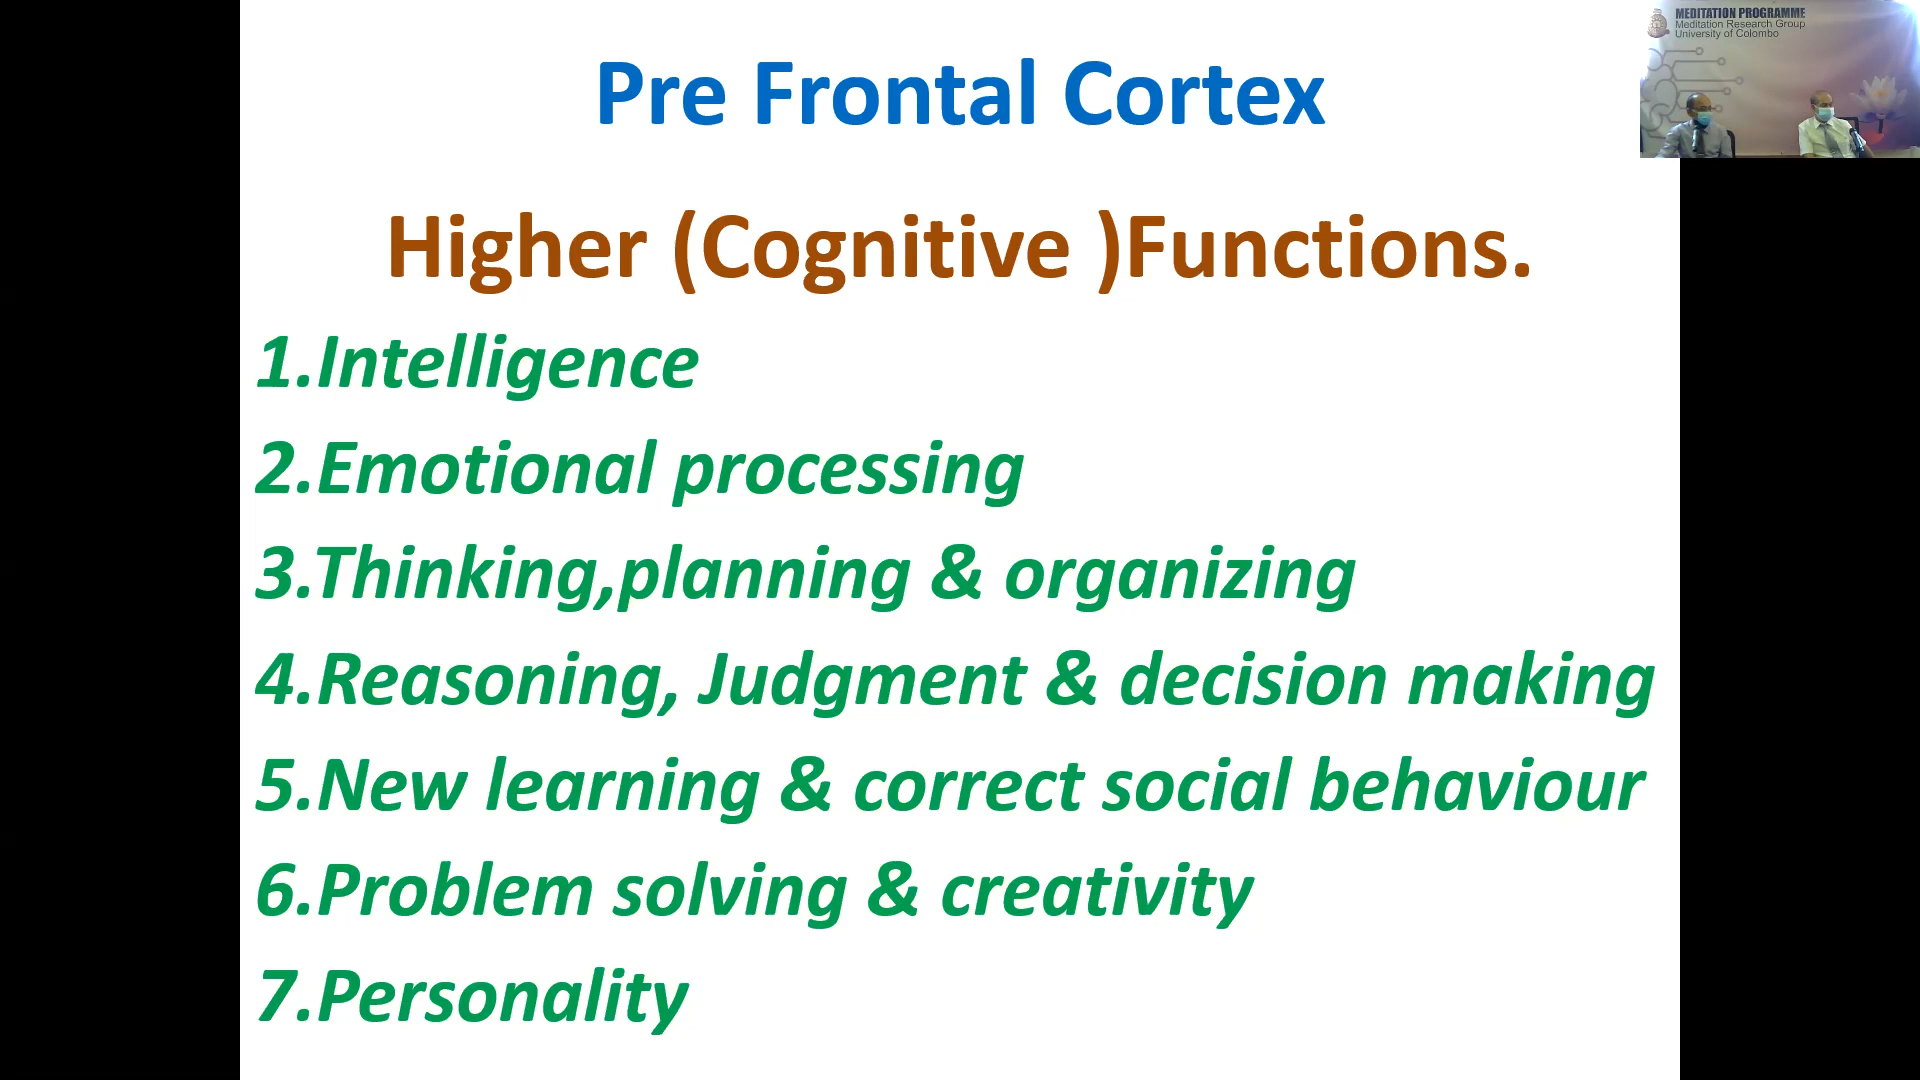 Pre Frontal Cortex
Higher (Cognitive )Functions.
1.Intelligence
2.Emotional processing
3.Thinking,planning & organizing
4.Reasoning, Judgment & decision making
5.New learning & correct social behaviour
6.Problem solving & creativity
7.Personality
MEDITATION PROGRAMME
Meditation Research Group
University of Colombo